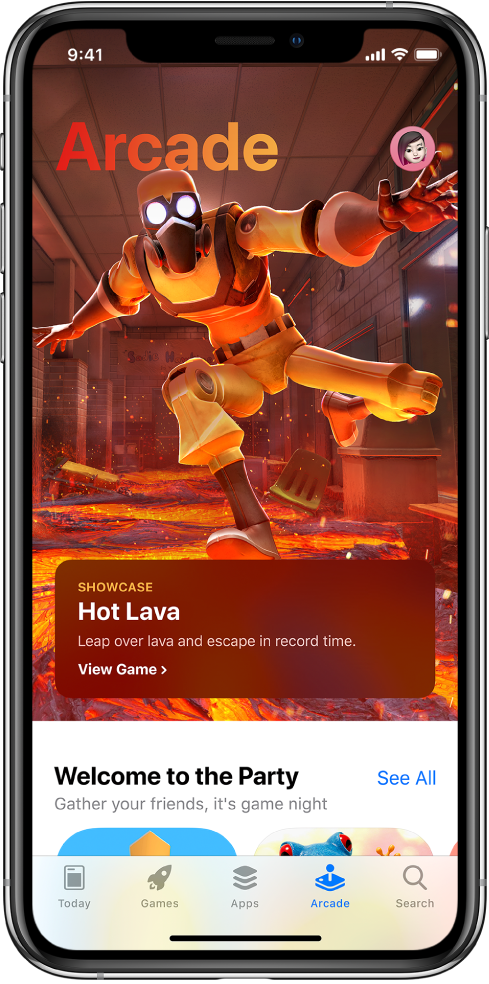 9:41
Arcade
SHOWCASE
Hot Lava
Leap over lava and escape in record time.
View Game ›
Welcome to the Party
See All
Gather your friends, it's game night
Today
Games
Apps
Arcade
Search